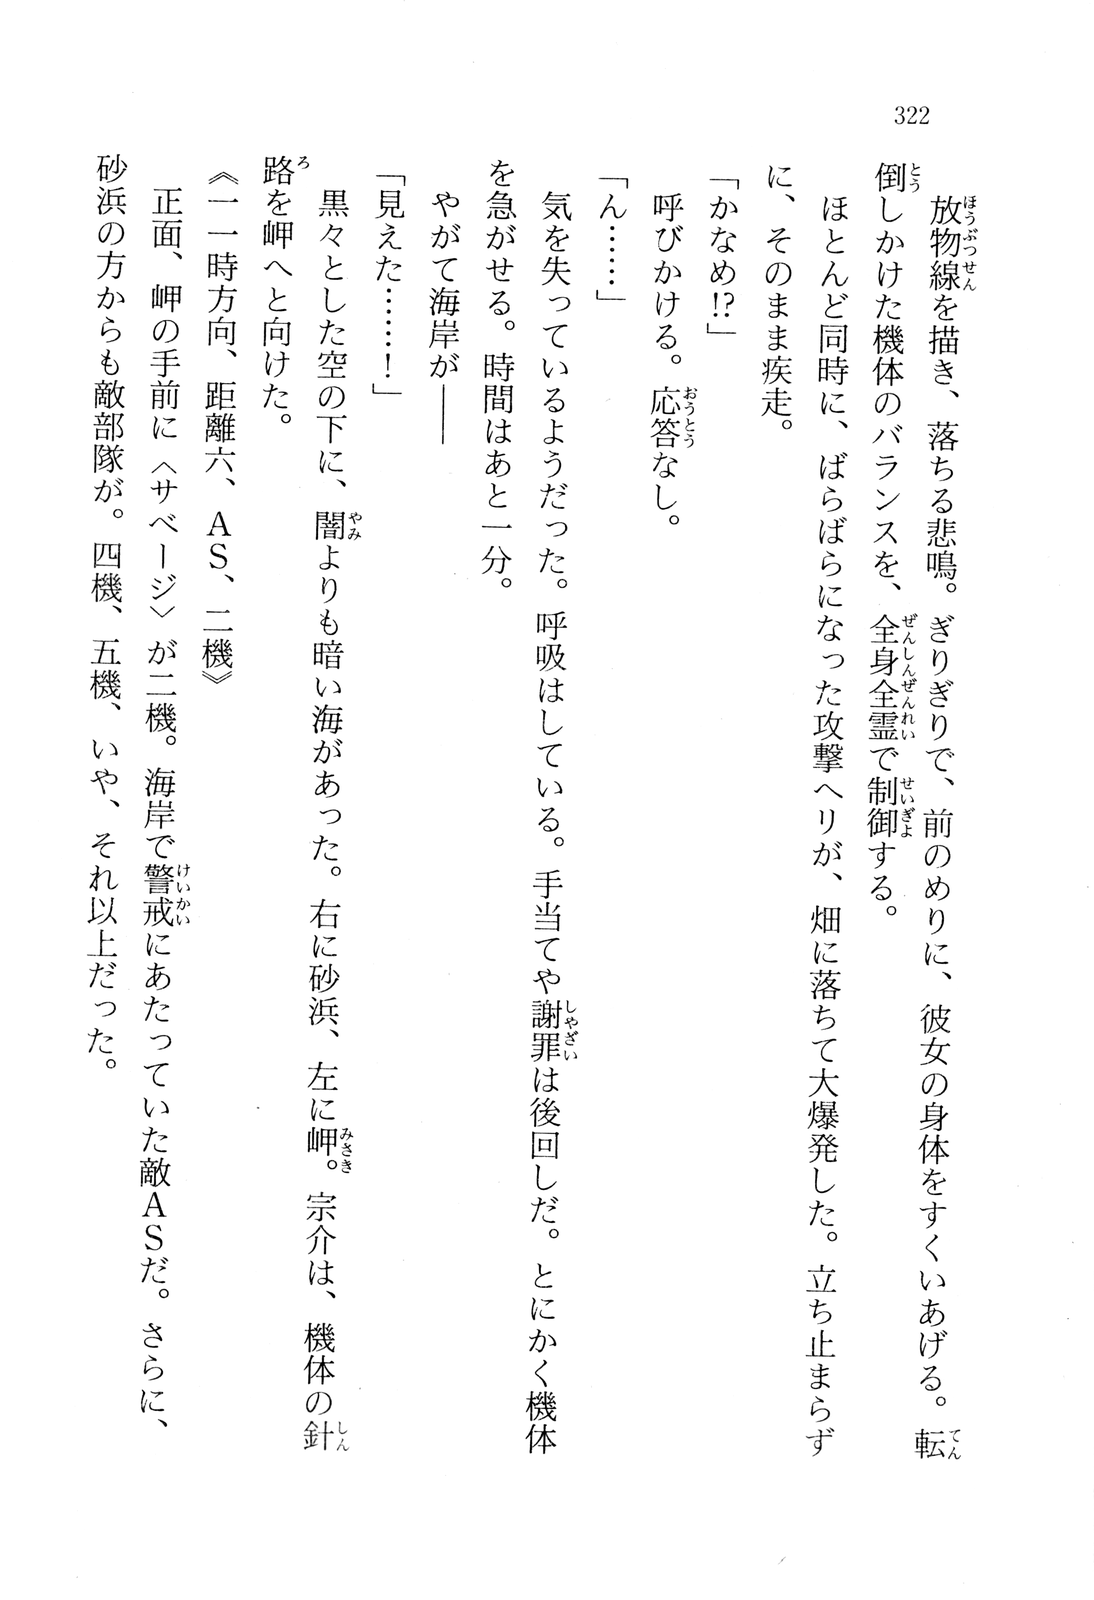 322
放物線を描き、落ちる悲鳴。ぎりぎりで、前のめりに、彼女の身体をすくいあげる。転
倒しかけた機体のバランスを、全身全霊で制御する。
ほとんど同時に、ばらばらになった攻撃ヘリが、畑に落ちて大爆発した。立ち止まらず
に、そのまま疾走。
「かなめ!?」
呼びかける。応答なし。
「ん……」
気を失っているようだった。呼吸はしている。手当てや謝罪は後回しだ。とにかく機体
を急がせる。時間はあと一分。
やがて海岸が――
「見えた……！」
黒々とした空の下に、闇よりも暗い海があった。右に砂浜、左に岬。宗介は、機体の針
路を岬へと向けた。
《一一時方向、距離六、ＡＳ、二機》
正面、岬の手前に〈サベージ〉が二機。海岸で警戒にあたっていた敵ＡＳだ。さらに、
砂浜の方からも敵部隊が。四機、五機、いや、それ以上だった。